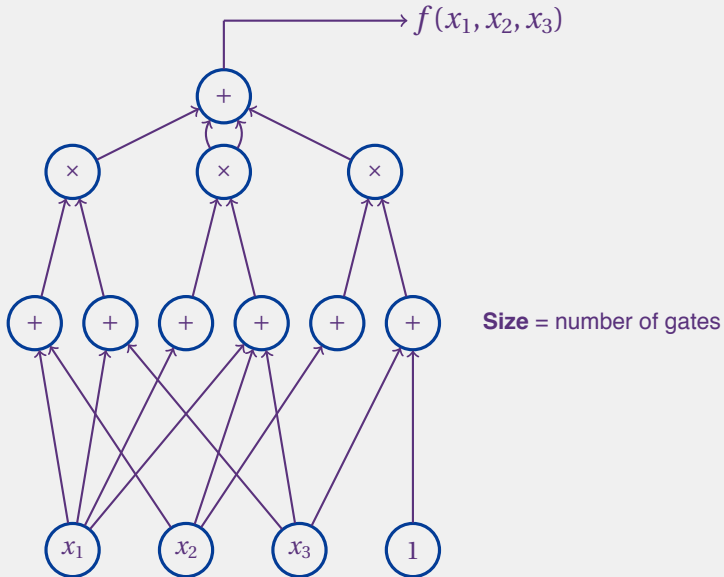 f(x₁, x₂, x₃)
+
× × ×
+ + + + + +
Size = number of gates
x₁ x₂ x₃ 1